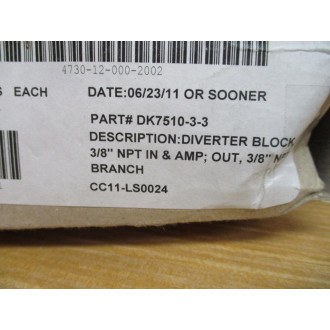 4730-12-000-2002
EACH DATE:06/23/11 OR SOONER
PART# DK7510-3-3
DESCRIPTION:DIVERTER BLOCK
3/8" NPT IN & AMP; OUT, 3/8"
BRANCH
CC11-LS0024